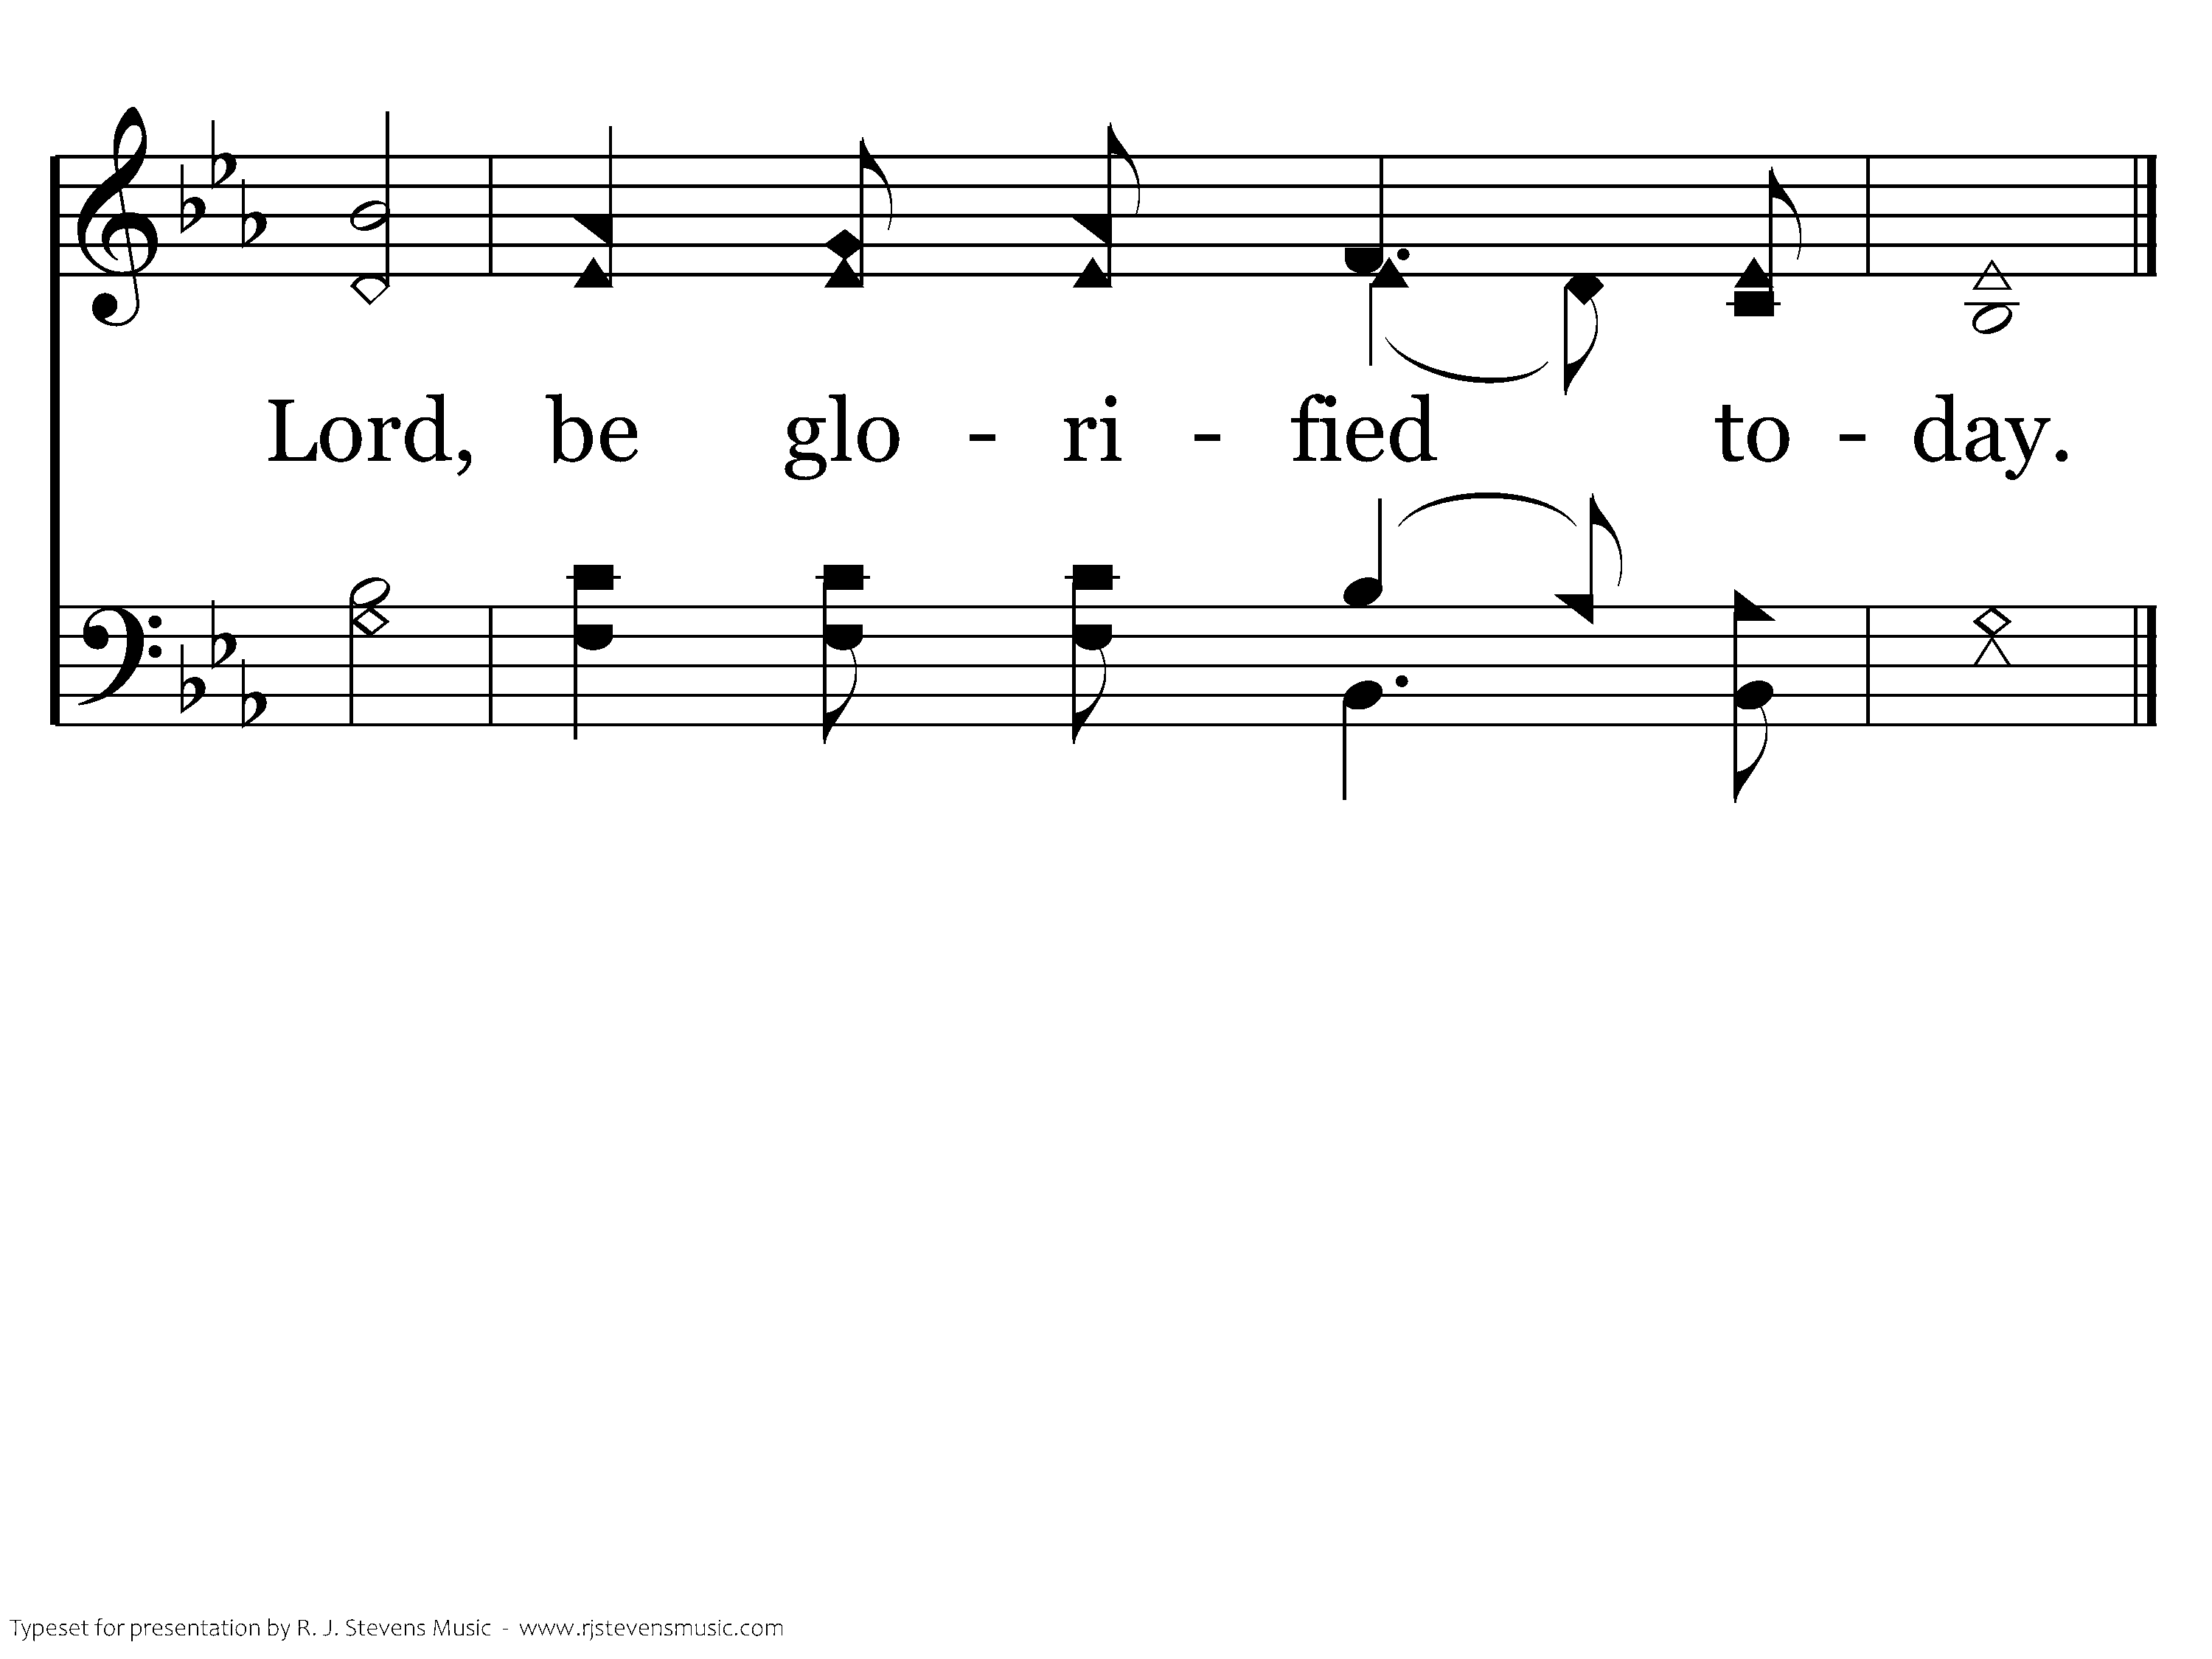 Lord, be glo - ri - fied to - day.
Typeset for presentation by R. J. Stevens Music - www.rjstevensmusic.com